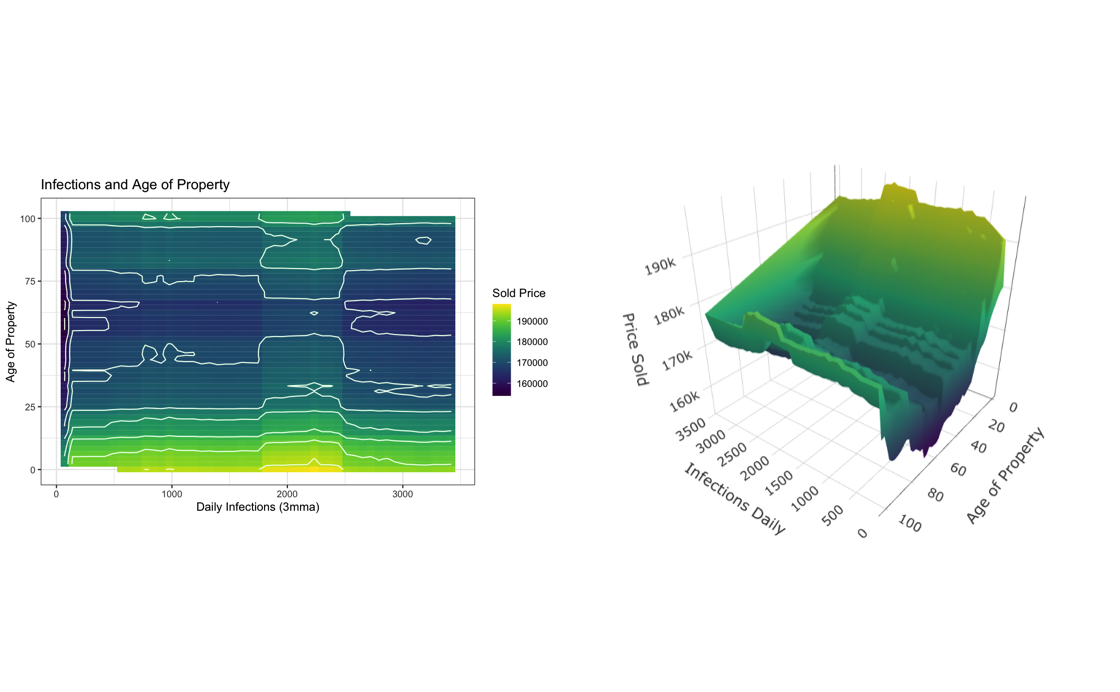 Infections and Age of Property
100
75
50
25
0
Age of Property
0
1000
2000
3000
Daily Infections (3mma)
Sold Price
190000
180000
170000
160000
190k
180k
170k
160k
Price Sold
3500
3000
2500
2000
1500
1000
500
0
Infections Daily
0
20
40
60
80
100
Age of Property